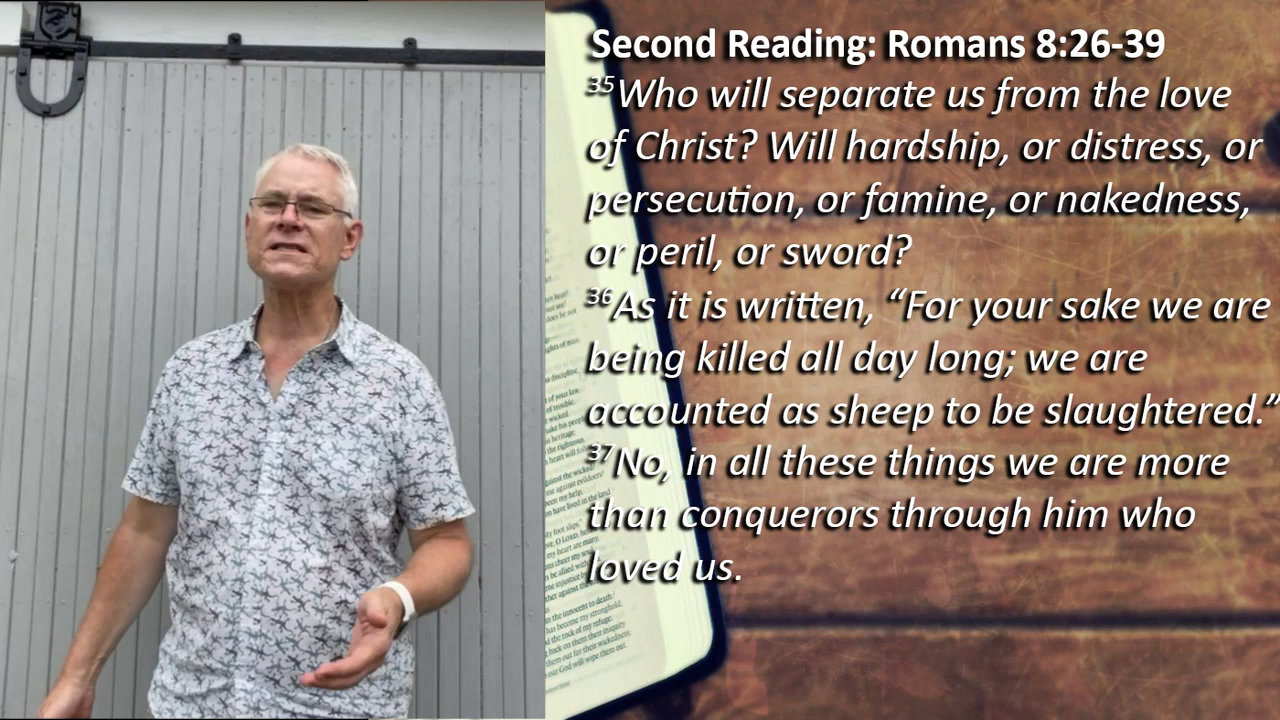 Second Reading: Romans 8:26-39
³⁵Who will separate us from the love
of Christ? Will hardship, or distress, or
persecution, or famine, or nakedness,
or peril, or sword?
³⁶As it is written, “For your sake we are
being killed all day long; we are
accounted as sheep to be slaughtered.”
³⁷No, in all these things we are more
than conquerors through him who
loved us.